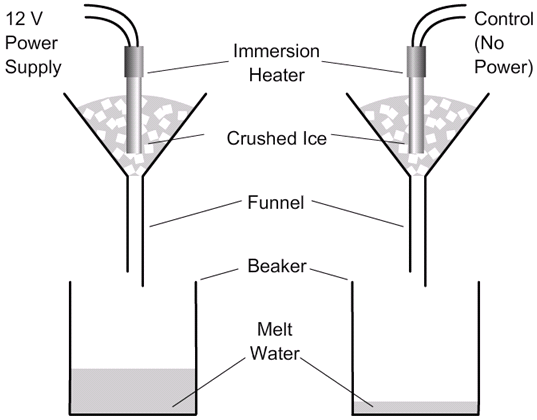 12 V
Power
Supply
Control
(No
Power)
Immersion
Heater
Crushed Ice
Funnel
Beaker
Melt
Water